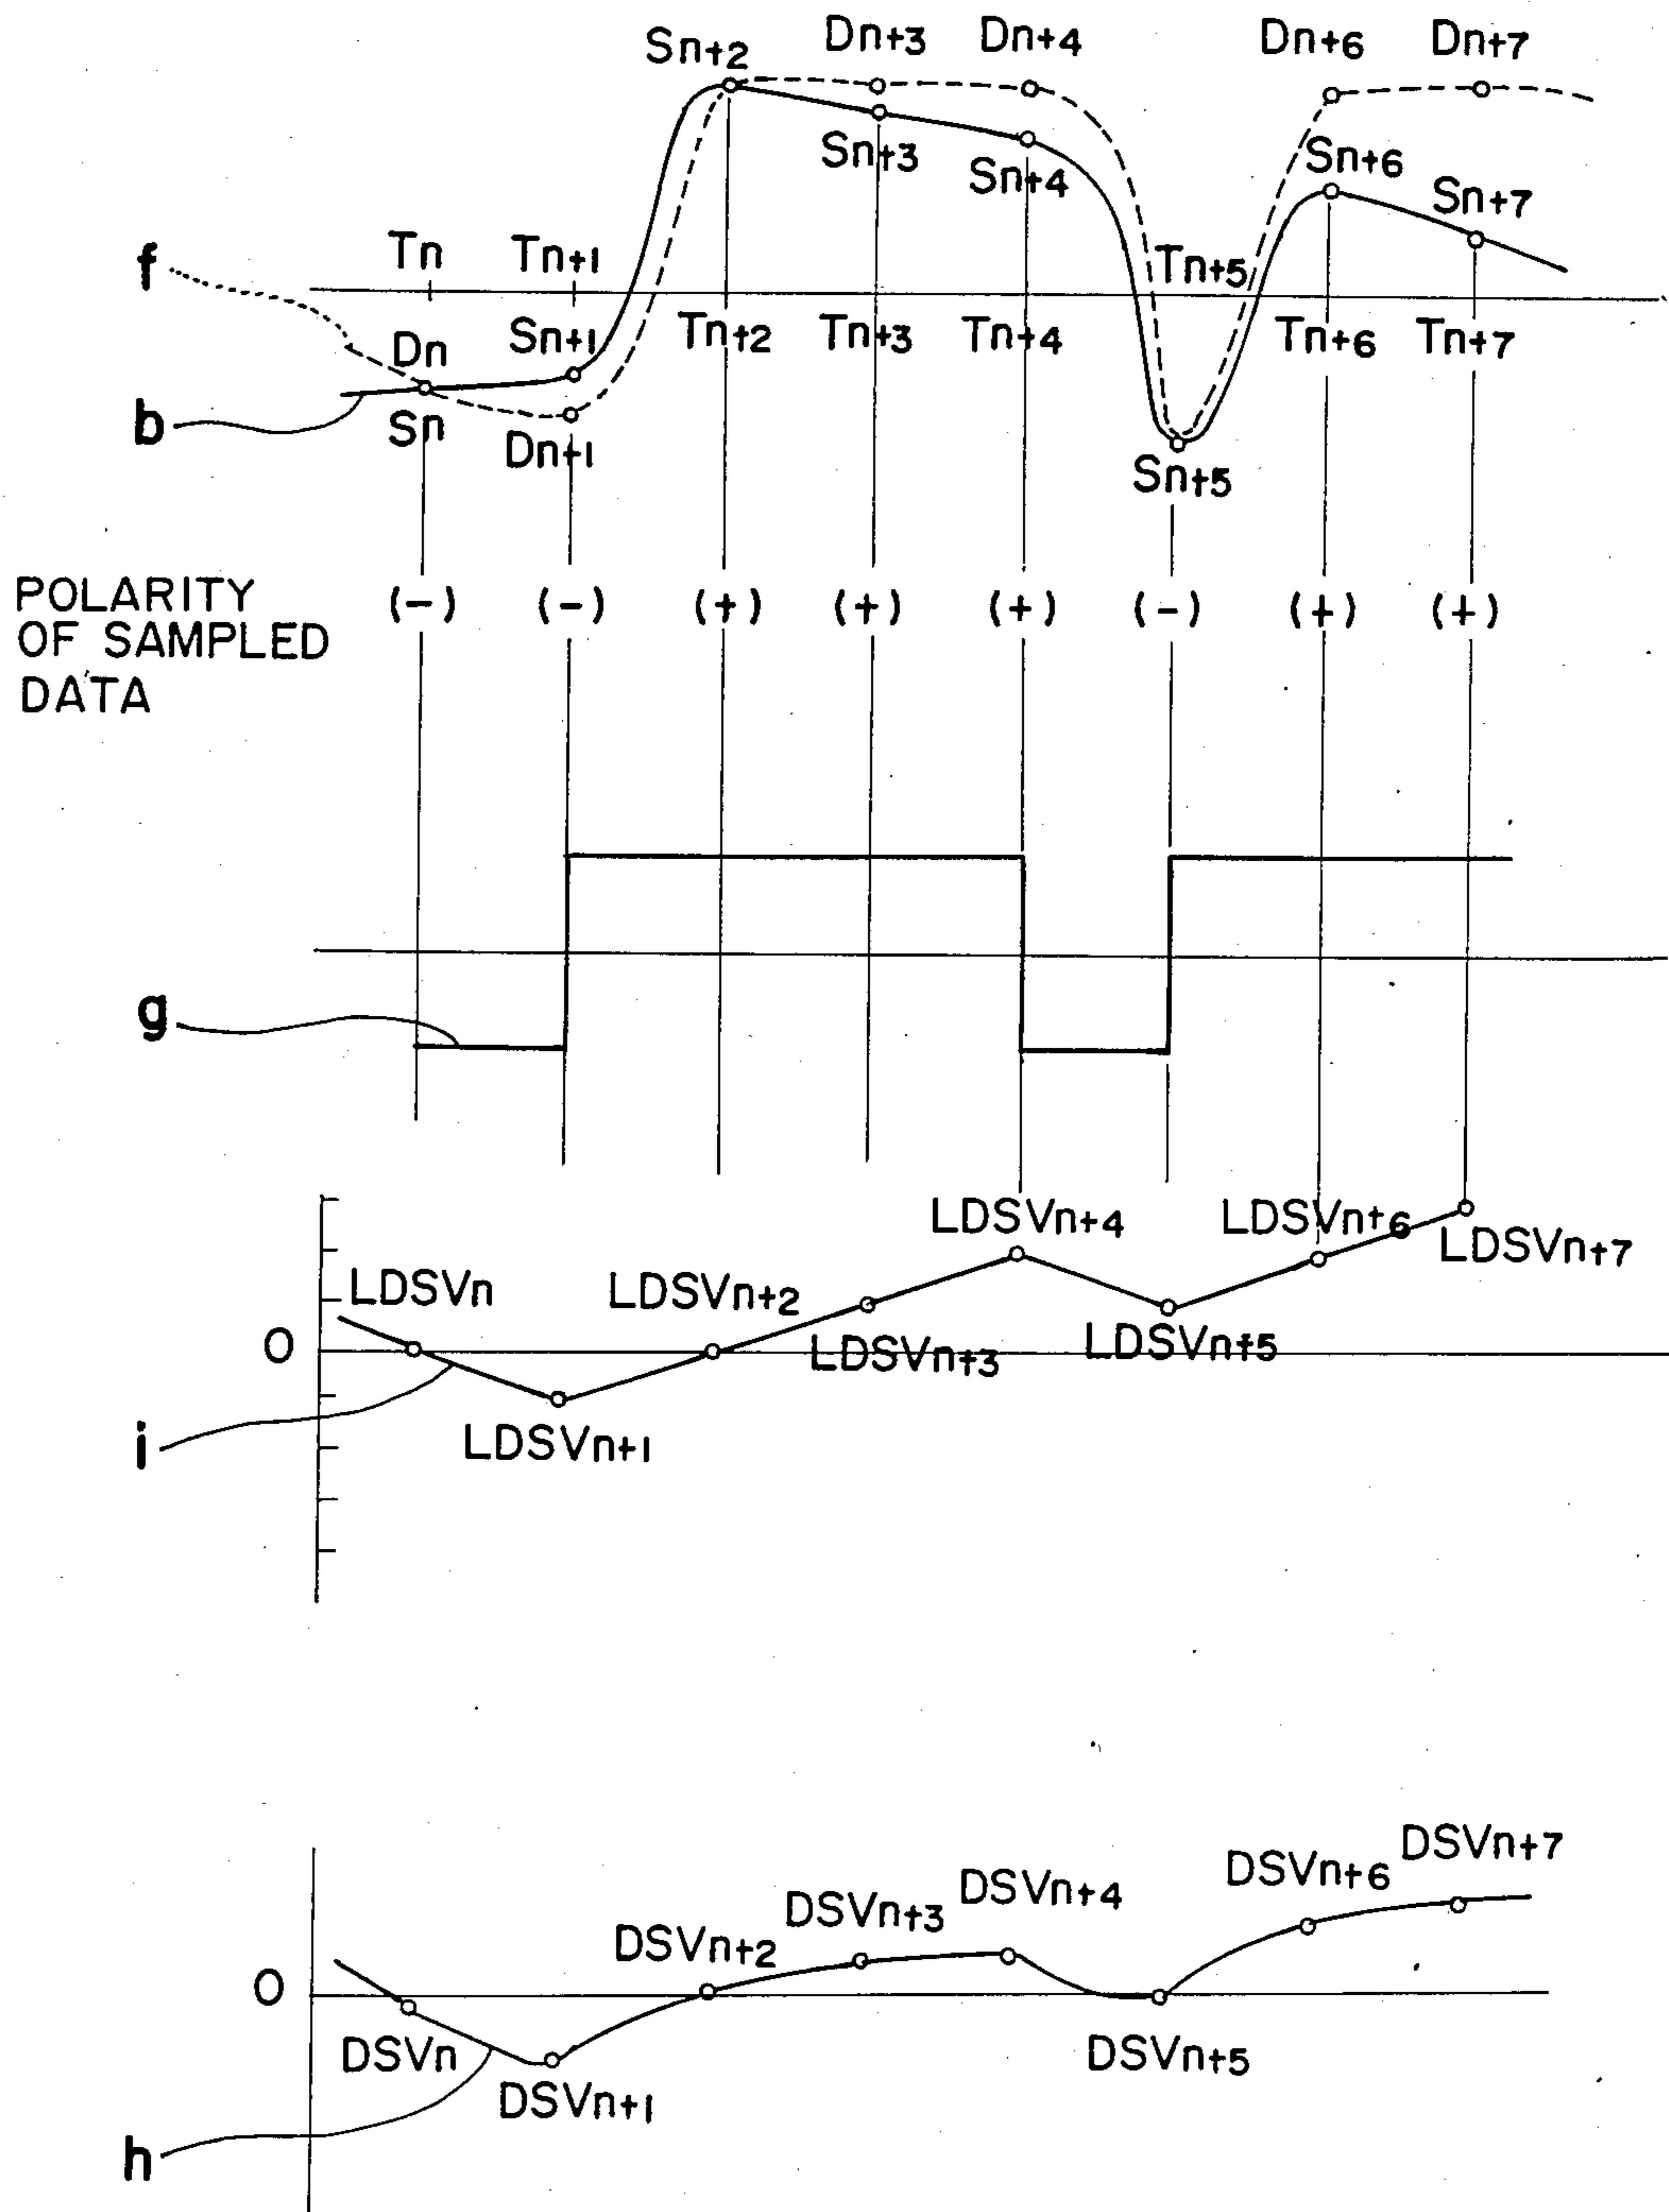 Sn+2 Dn+3 Dn+4 Dn+6 Dn+7
Sn+3 Sn+4 Sn+6 Sn+7
f Tn Tn+1 Tn+5
Dn Sn+1 Tn+2 Tn+3 Tn+4 Tn+6 Tn+7
b Sn Dn+1 Sn+5
POLARITY
OF SAMPLED
DATA
(-) (-) (+) (+) (+) (-) (+) (+)
g
LDSVn+4 LDSVn+6 LDSVn+7
LDSVn LDSVn+2
O LDSVn+3 LDSVn+5
i LDSVn+1
DSVn+7
DSVn+3 DSVn+4 DSVn+6
DSVn+2
O
DSVn DSVn+5
DSVn+1
h